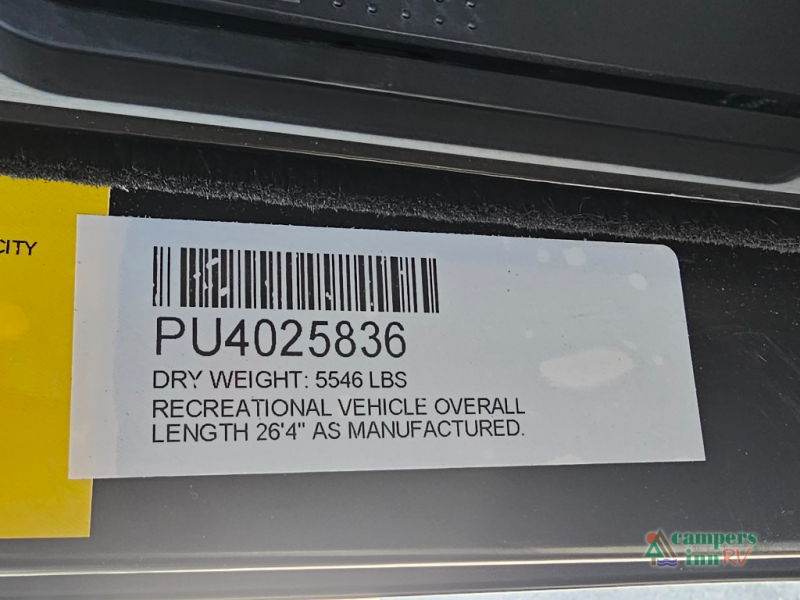 CITY
PU4025836
DRY WEIGHT: 5546 LBS
RECREATIONAL VEHICLE OVERALL
LENGTH 26'4" AS MANUFACTURED.
campers
inn RV